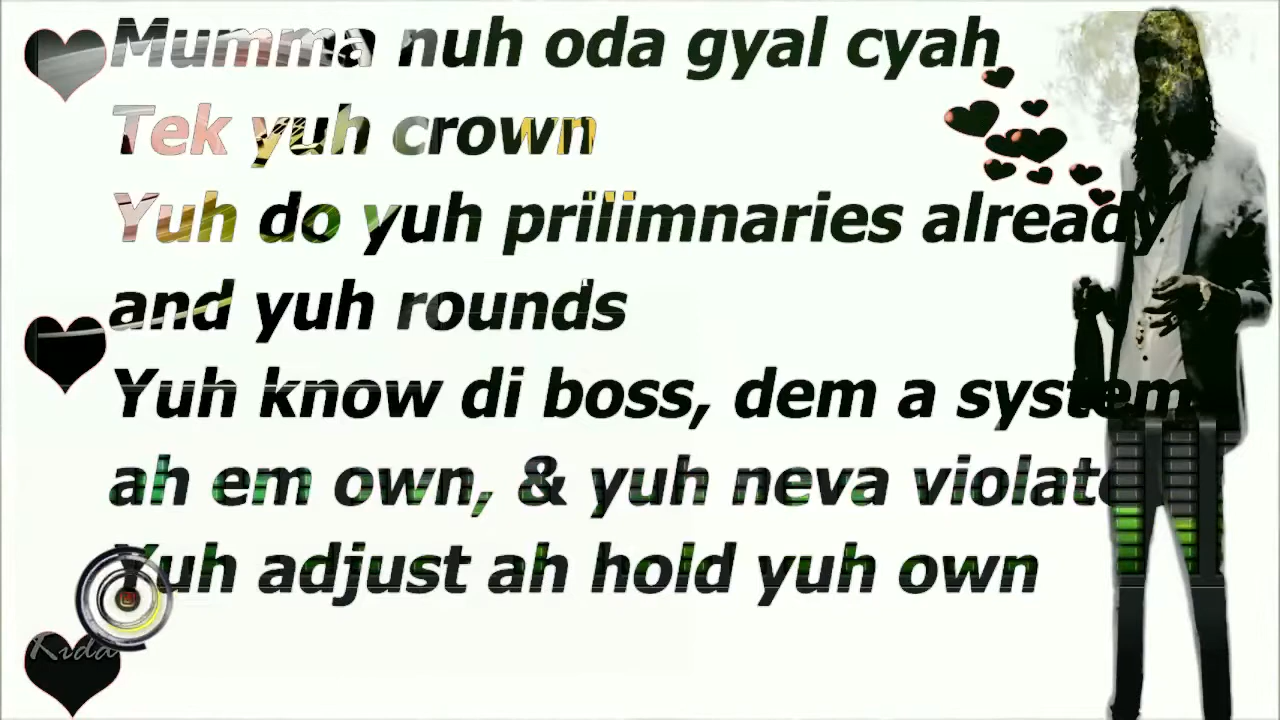 Mumma nuh oda gyal cyah
Tek yuh crown
Yuh do yuh prilimnaries already
and yuh rounds
Yuh know di boss, dem a system
ah em own, & yuh neva violate
Yuh adjust ah hold yuh own
Kida